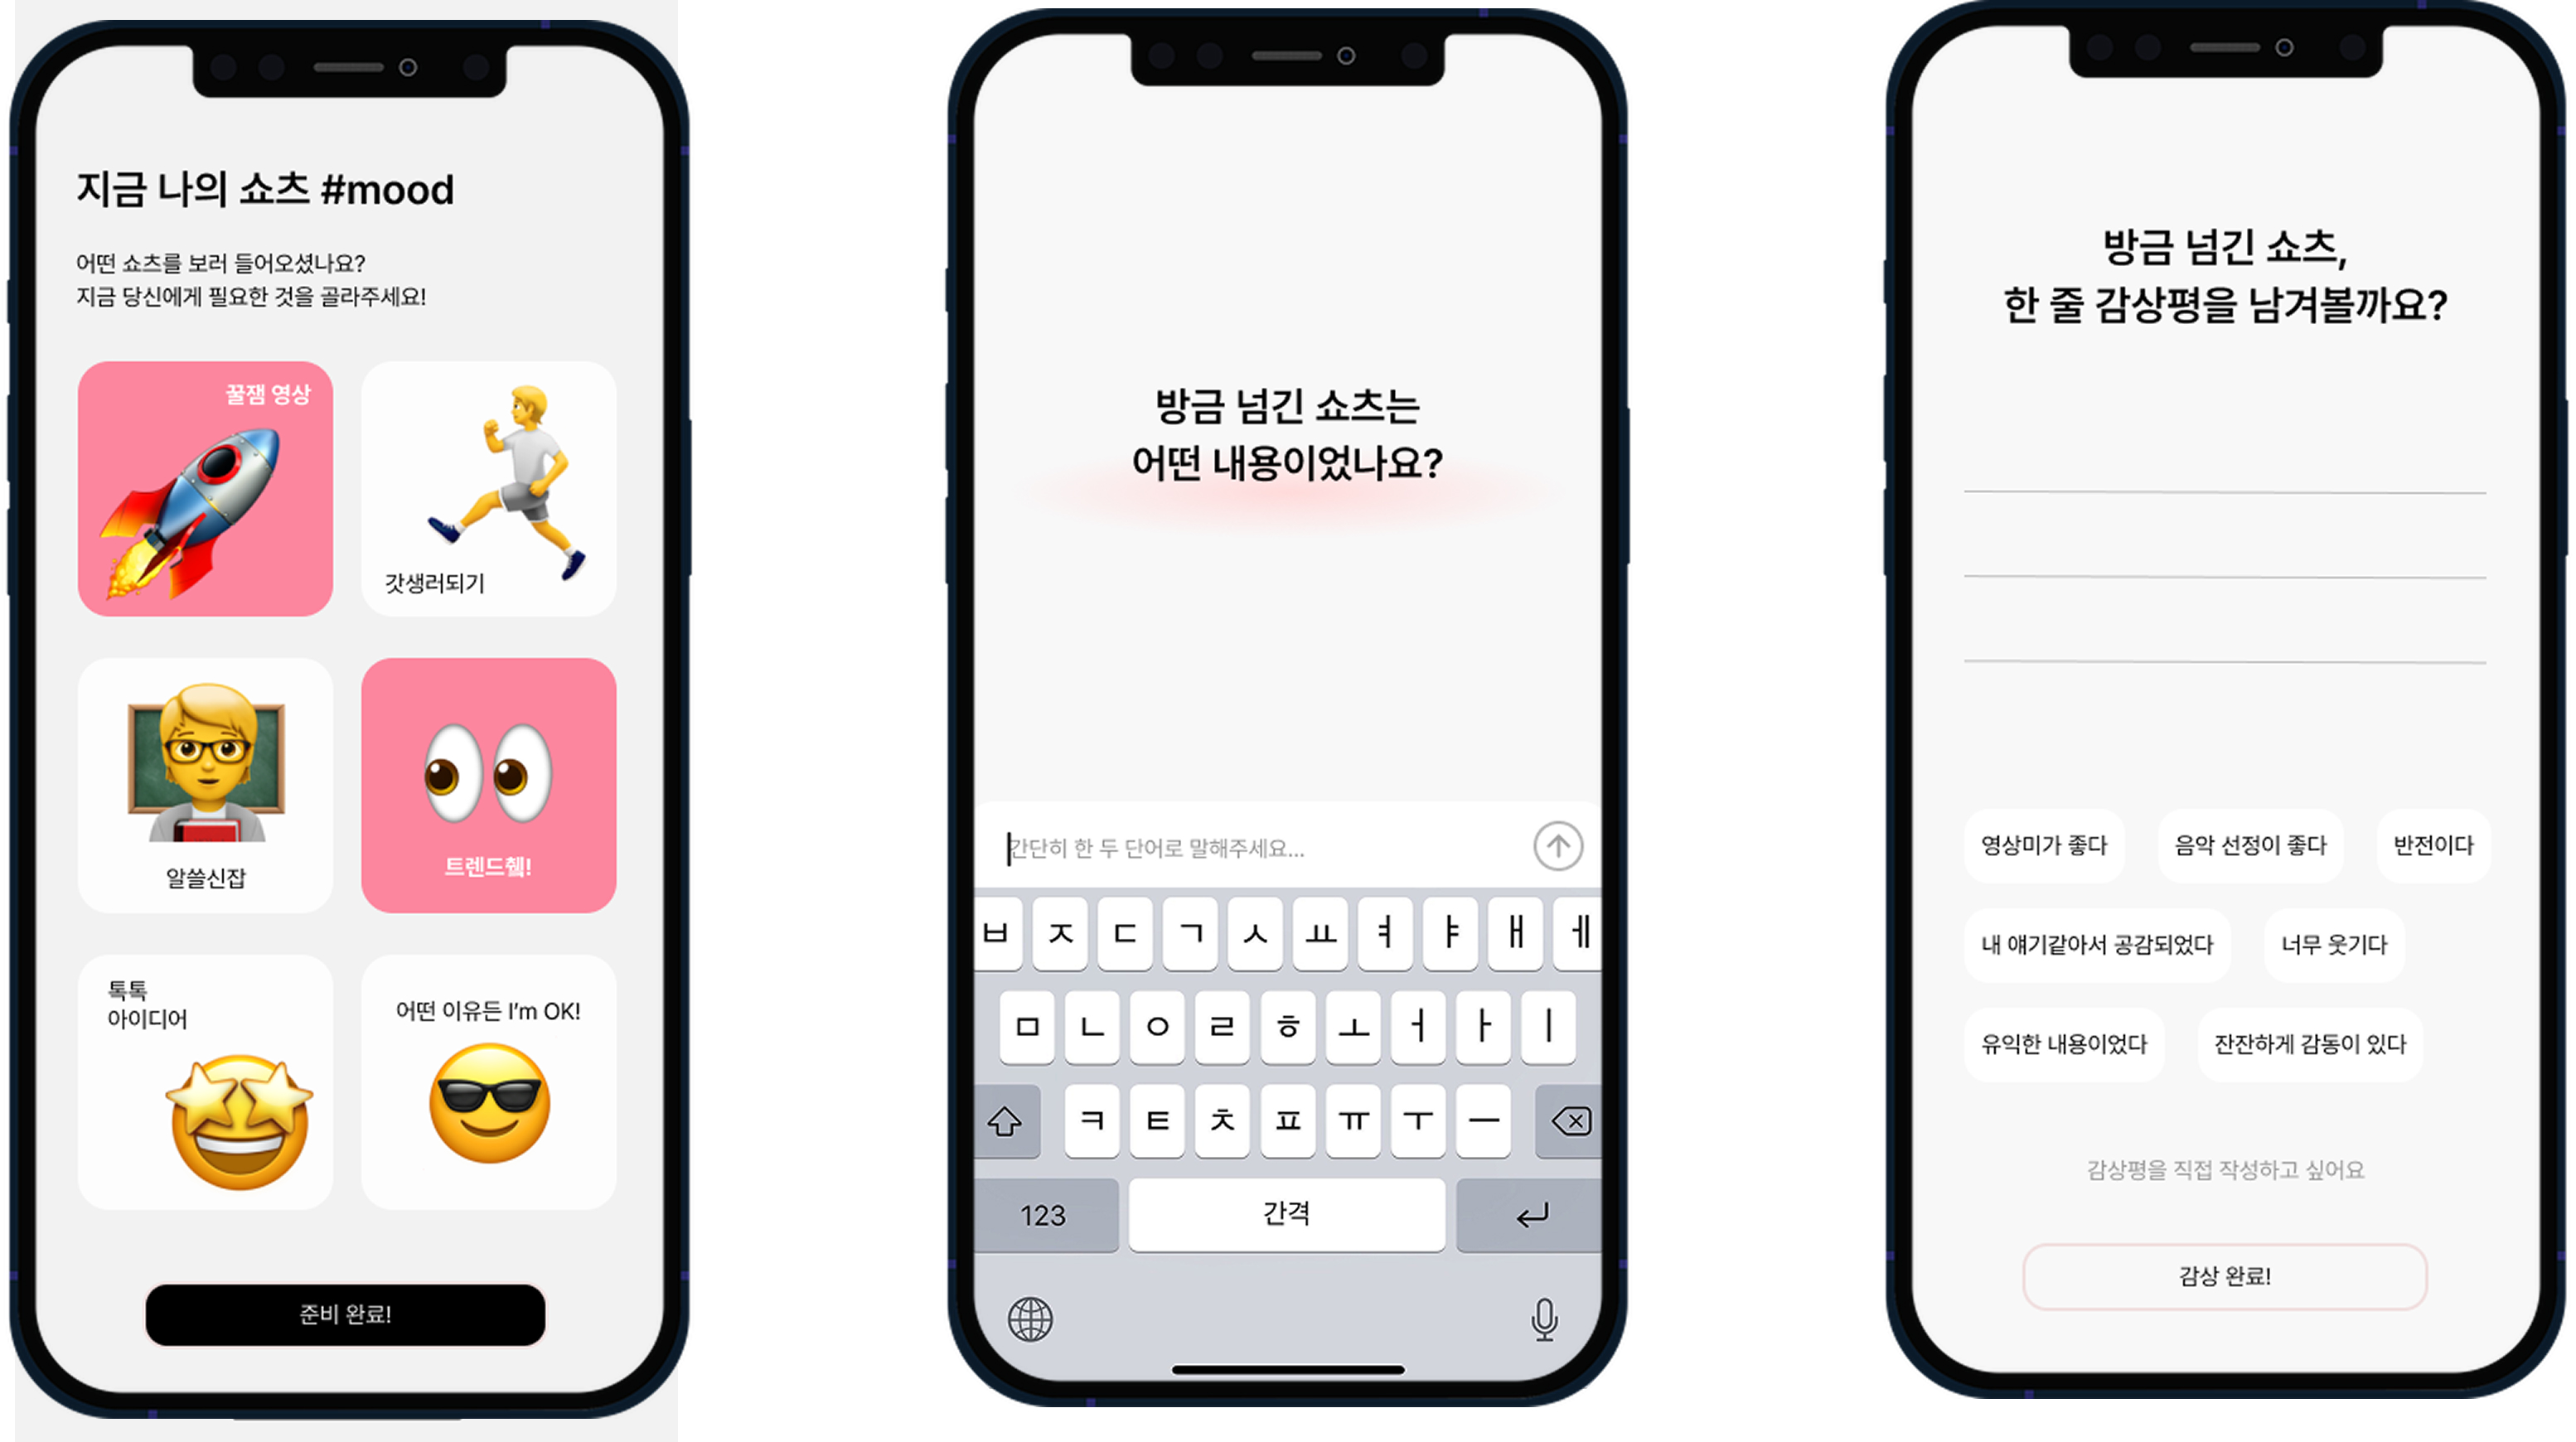 지금 나의 쇼츠 #mood
어떤 쇼츠를 보러 들어오셨나요?
지금 당신에게 필요한 것을 골라주세요!
꿀잼 영상
갓생러되기
알쓸신잡
트렌드췤!
톡톡
아이디어
어떤 이유든 I'm OK!
준비 완료!
방금 넘긴 쇼츠는
어떤 내용이었나요?
간단히 한 두 단어로 말해주세요...
ㅂ ㅈ ㄷ ㄱ ㅅ ㅛ ㅕ ㅑ ㅐ ㅔ
ㅁ ㄴ ㅇ ㄹ ㅎ ㅗ ㅓ ㅏ ㅣ
ㅋ ㅌ ㅊ ㅍ ㅠ ㅜ ㅡ
123 간격
방금 넘긴 쇼츠,
한 줄 감상평을 남겨볼까요?
영상미가 좋다 음악 선정이 좋다 반전이다
내 얘기같아서 공감되었다 너무 웃기다
유익한 내용이었다 잔잔하게 감동이 있다
감상평을 직접 작성하고 싶어요
감상 완료!